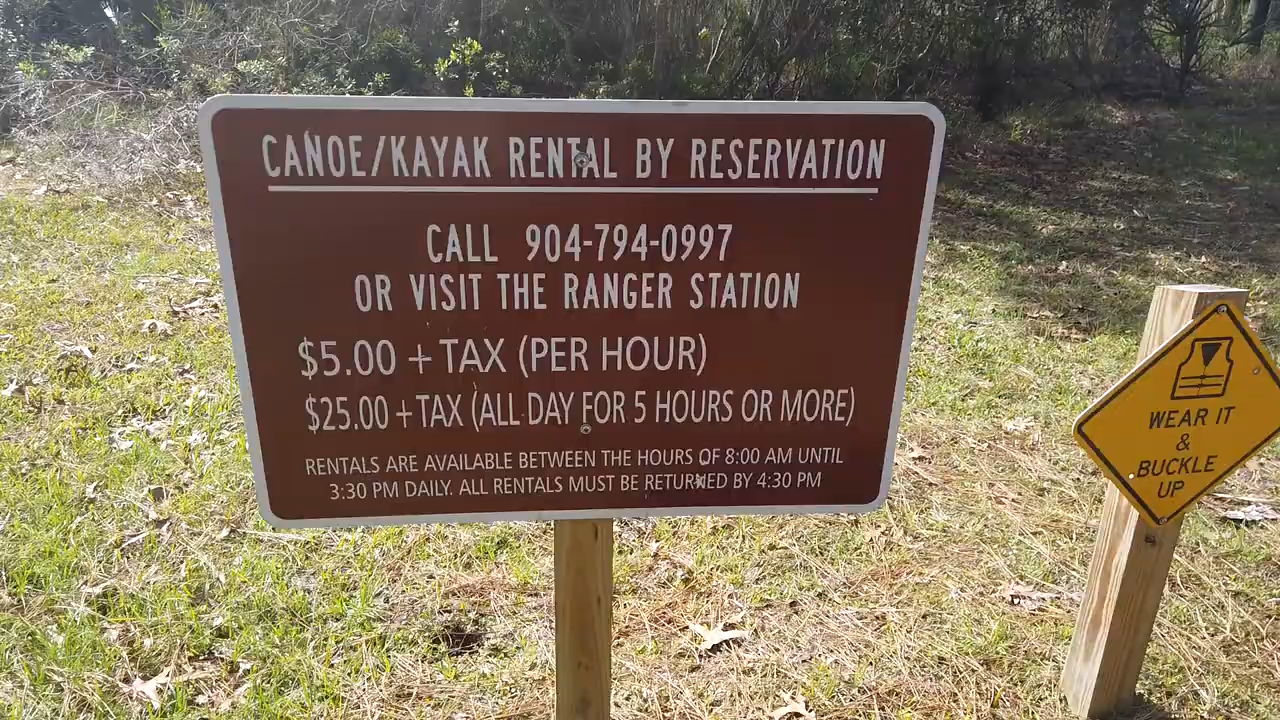 CANOE/KAYAK RENTAL BY RESERVATION
CALL 904-794-0997
OR VISIT THE RANGER STATION
$5.00 + TAX (PER HOUR)
$25.00 + TAX (ALL DAY FOR 5 HOURS OR MORE)
RENTALS ARE AVAILABLE BETWEEN THE HOURS OF 8:00 AM UNTIL
3:30 PM DAILY. ALL RENTALS MUST BE RETURNED BY 4:30 PM
WEAR IT
&
BUCKLE
UP